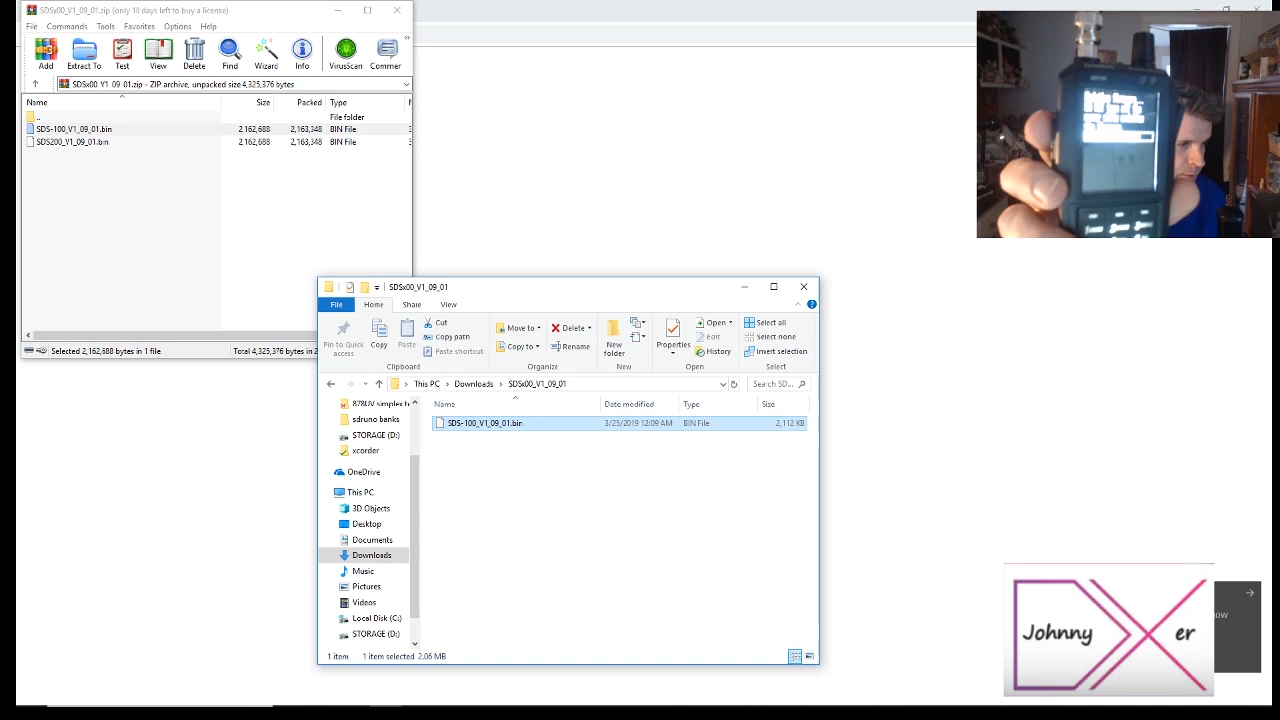 SDSx00_V1_09_01.zip (only 10 days left to buy a license)
File Commands Tools Favorites Options Help
Add Extract To Test View Delete Find Wizard Info VirusScan Commer
SDSx00_V1_09_01.zip - ZIP archive, unpacked size 4,325,376 bytes
Name Size Packed Type
.. File folder
SDS-100_V1_09_01.bin 2,162,688 2,163,348 BIN File
SDS200_V1_09_01.bin 2,162,688 2,163,348 BIN File
Selected 2,162,688 bytes in 1 file Total 4,325,376 bytes in 2
SDSx00_V1_09_01
File Home Share View
Pin to Quick access
Copy
Paste
Cut
Copy path
Paste shortcut
Clipboard
Move to
Copy to
Delete
Rename
Organize
New folder
New
Properties
Open
Edit
History
Open
Select all
Select none
Invert selection
Select
This PC > Downloads > SDSx00_V1_09_01
Search SD...
Name Date modified Type Size
SDS-100_V1_09_01.bin 3/25/2019 12:09 AM BIN File 2,112 KB
878UV simplex te
sdruno banks
STORAGE (D:)
xcorder
OneDrive
This PC
3D Objects
Desktop
Documents
Downloads
Music
Pictures
Videos
Local Disk (C:)
STORAGE (D:)
1 item 1 item selected 2.06 MB
Johnny DX er
now